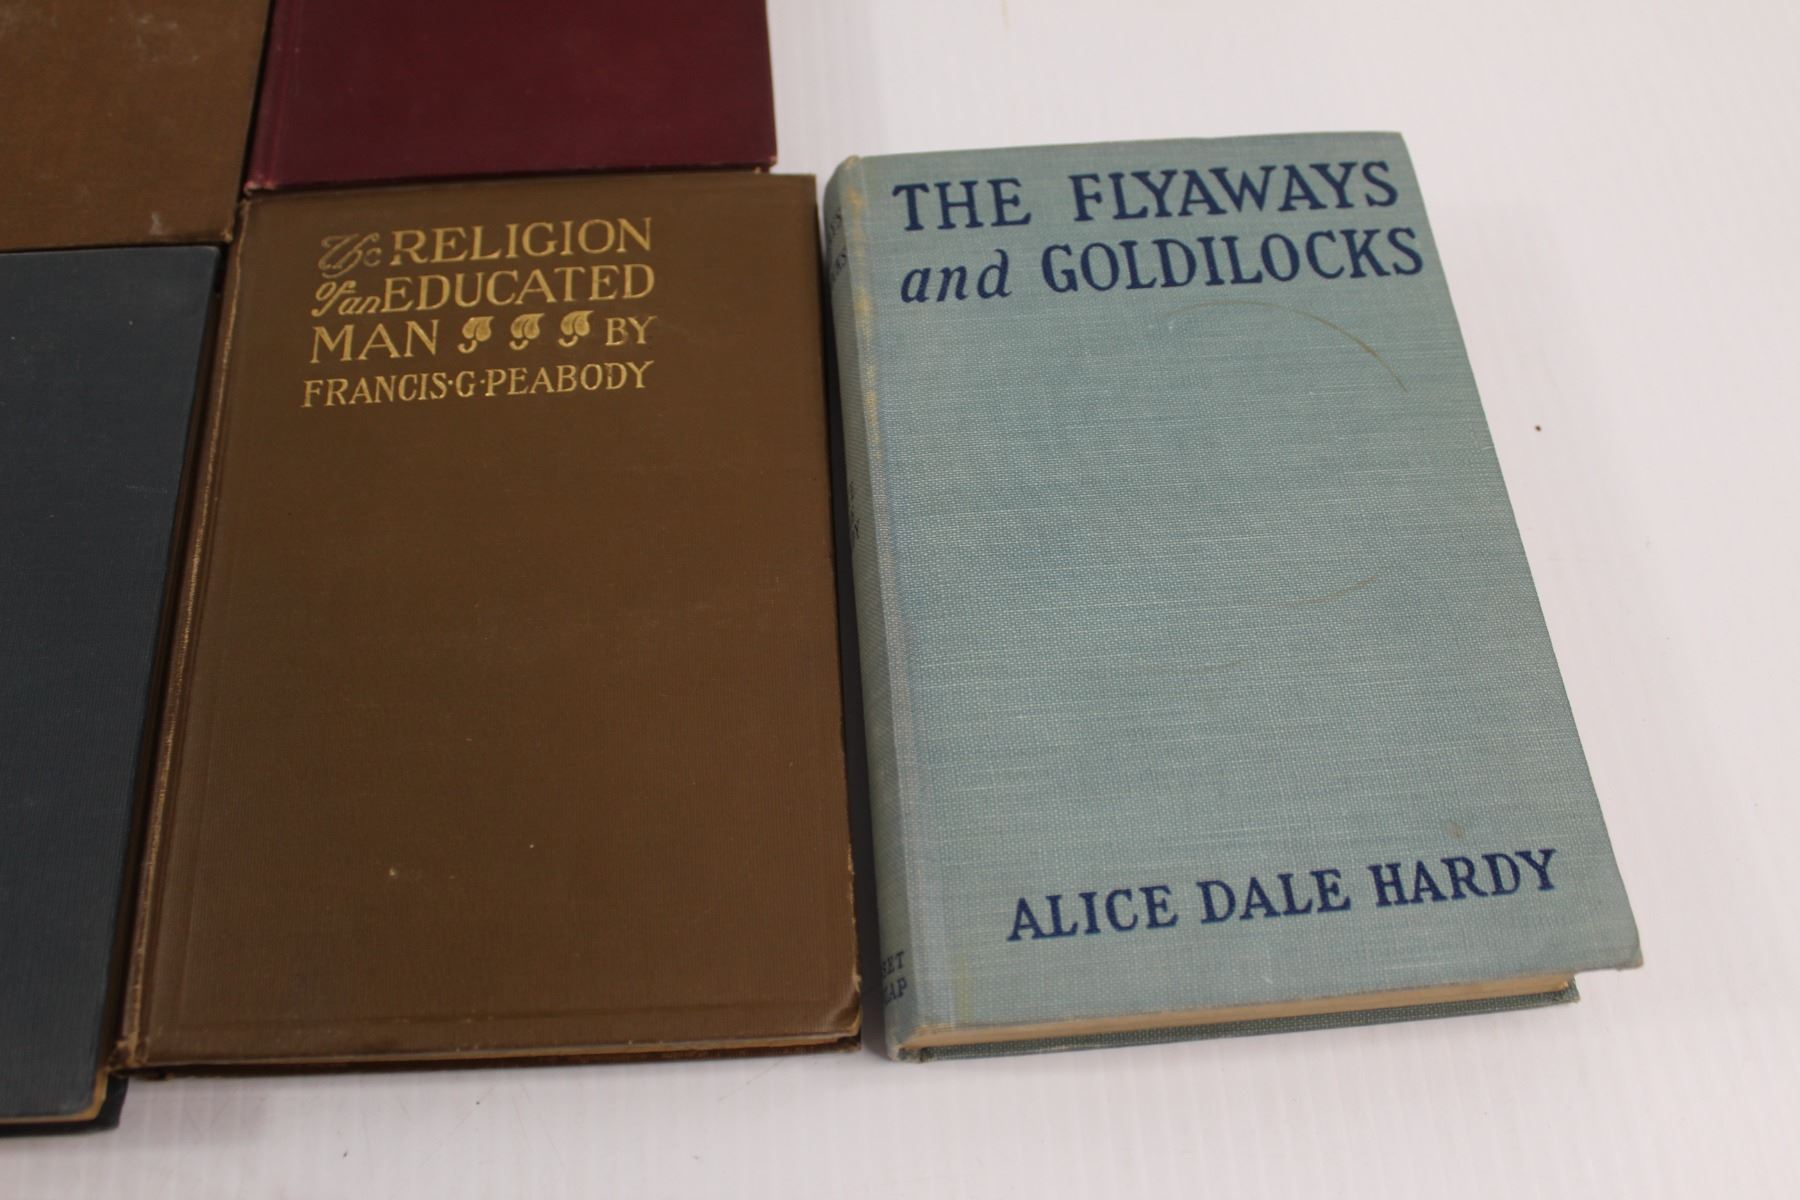 The RELIGION
of an EDUCATED
MAN BY
FRANCIS·G·PEABODY
THE FLYAWAYS
and GOLDILOCKS
ALICE DALE HARDY